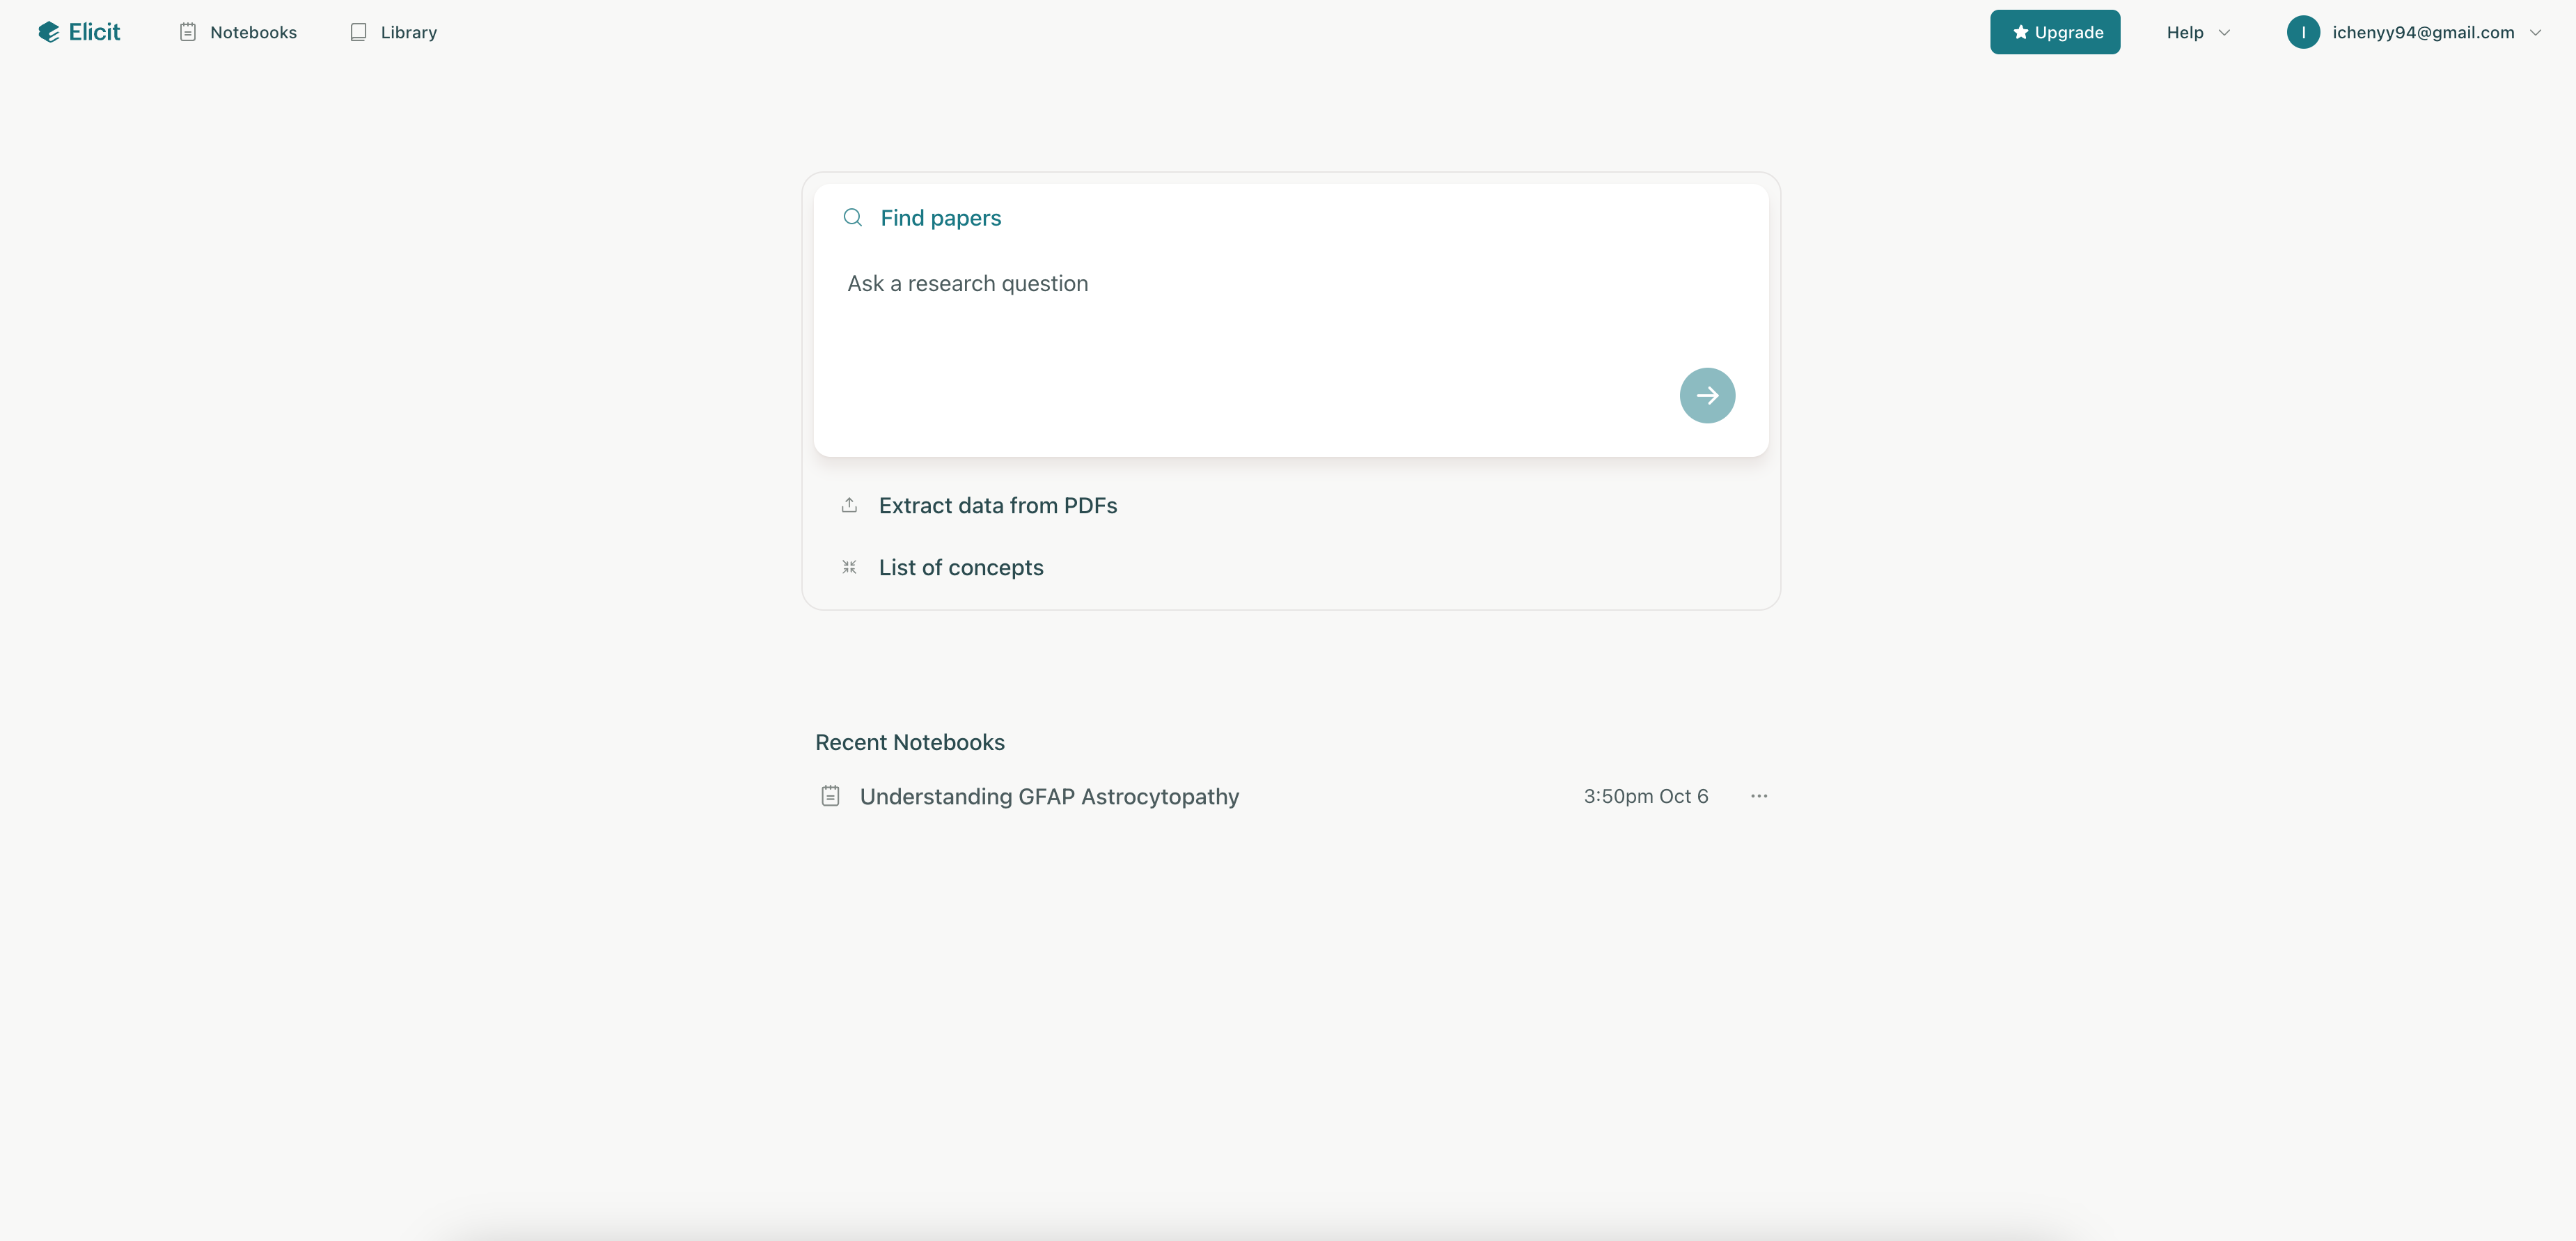 Elicit
Notebooks
Library
Upgrade
Help
I
ichenyy94@gmail.com
Find papers
Ask a research question
Extract data from PDFs
List of concepts
Recent Notebooks
Understanding GFAP Astrocytopathy 3:50pm Oct 6